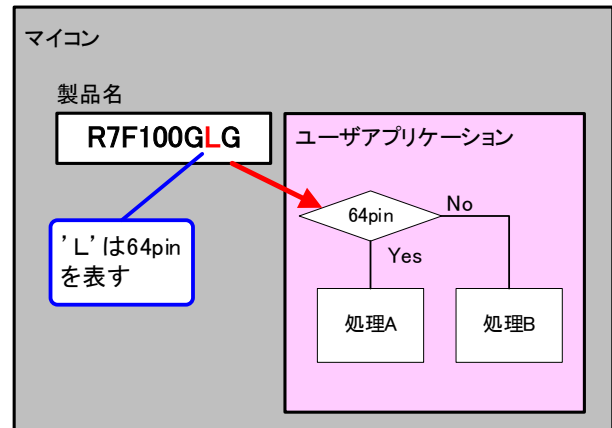 マイコン
製品名
R7F100GLG
ユーザアプリケーション
64pin
No
Yes
'L'は64pin
を表す
処理A
処理B